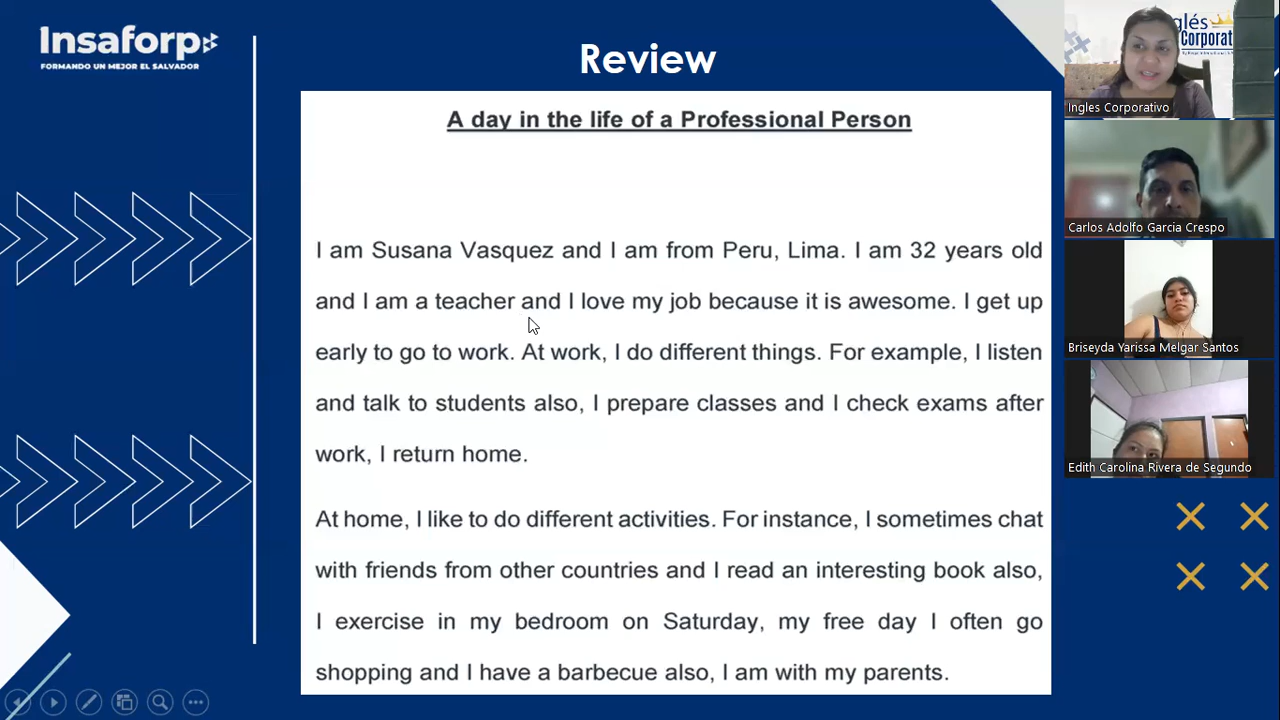 Insaforp
FORMANDO UN MEJOR EL SALVADOR
Review
A day in the life of a Professional Person
I am Susana Vasquez and I am from Peru, Lima. I am 32 years old
and I am a teacher and I love my job because it is awesome. I get up
early to go to work. At work, I do different things. For example, I listen
and talk to students also, I prepare classes and I check exams after
work, I return home.
At home, I like to do different activities. For instance, I sometimes chat
with friends from other countries and I read an interesting book also,
I exercise in my bedroom on Saturday, my free day I often go
shopping and I have a barbecue also, I am with my parents.
Ingles Corporativo
Carlos Adolfo Garcia Crespo
Briseyda Yarissa Melgar Santos
Edith Carolina Rivera de Segundo